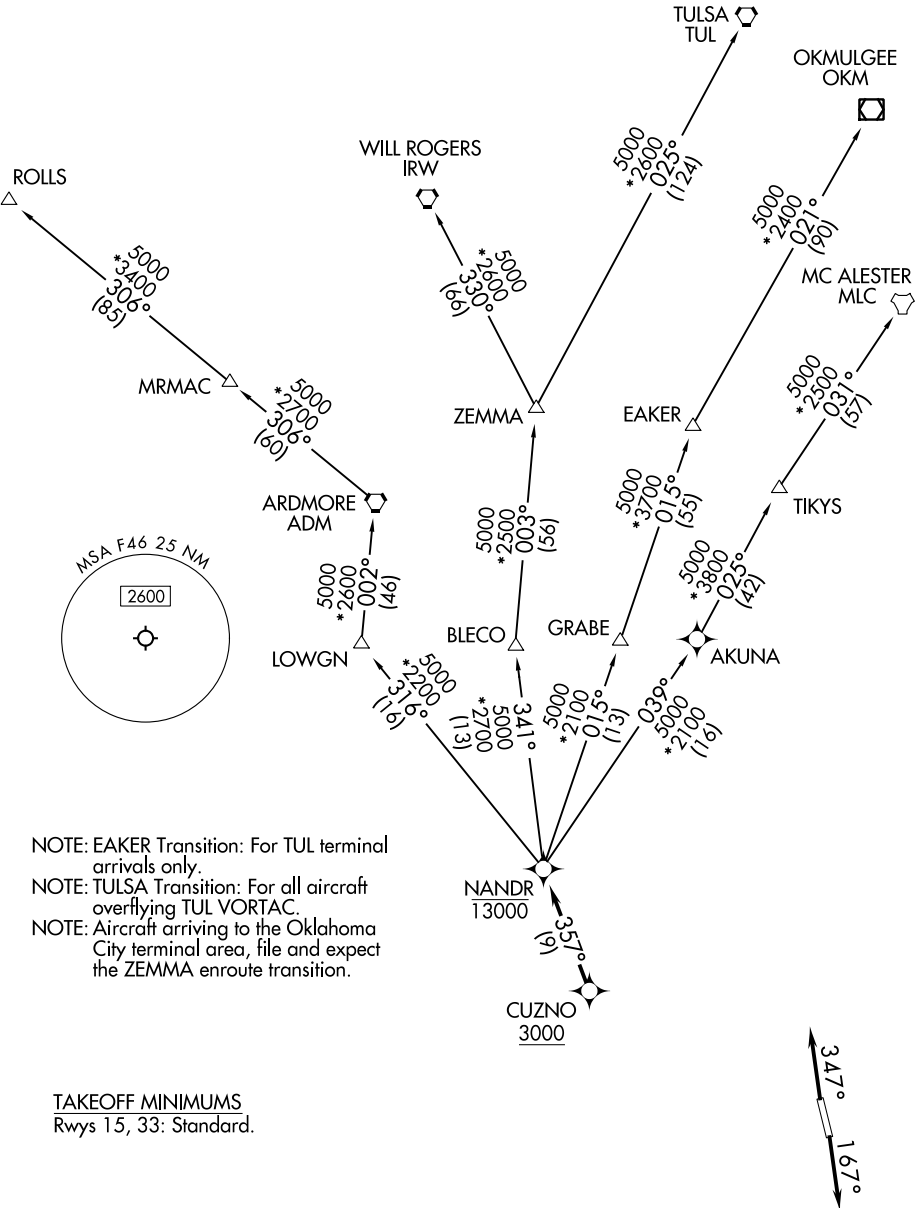 TULSA
TUL
OKMULGEE
OKM
WILL ROGERS
IRW
ROLLS
5000
*2600
025°
(124)
5000
*2400
021°
(90)
5000
*3400
306°
(85)
5000
*2600
330°
(66)
MC ALESTER
MLC
MRMAC
5000
*2700
306°
(60)
ZEMMA
EAKER
5000
*2500
031°
(57)
ARDMORE
ADM
5000
*2500
003°
(56)
5000
*3700
015°
(55)
TIKYS
MSA F46 25 NM
2600
5000
*2600
002°
(46)
5000
*3800
025°
(42)
LOWGN
BLECO
GRABE
AKUNA
5000
*2200
316°
(16)
341°
5000
*2700
(13)
5000
*2100
015°
(13)
039°
5000
*2100
(16)
NOTE: EAKER Transition: For TUL terminal
arrivals only.
NOTE: TULSA Transition: For all aircraft
overflying TUL VORTAC.
NOTE: Aircraft arriving to the Oklahoma
City terminal area, file and expect
the ZEMMA enroute transition.
NANDR
13000
357°
(9)
CUZNO
3000
347°
167°
TAKEOFF MINIMUMS
Rwys 15, 33: Standard.